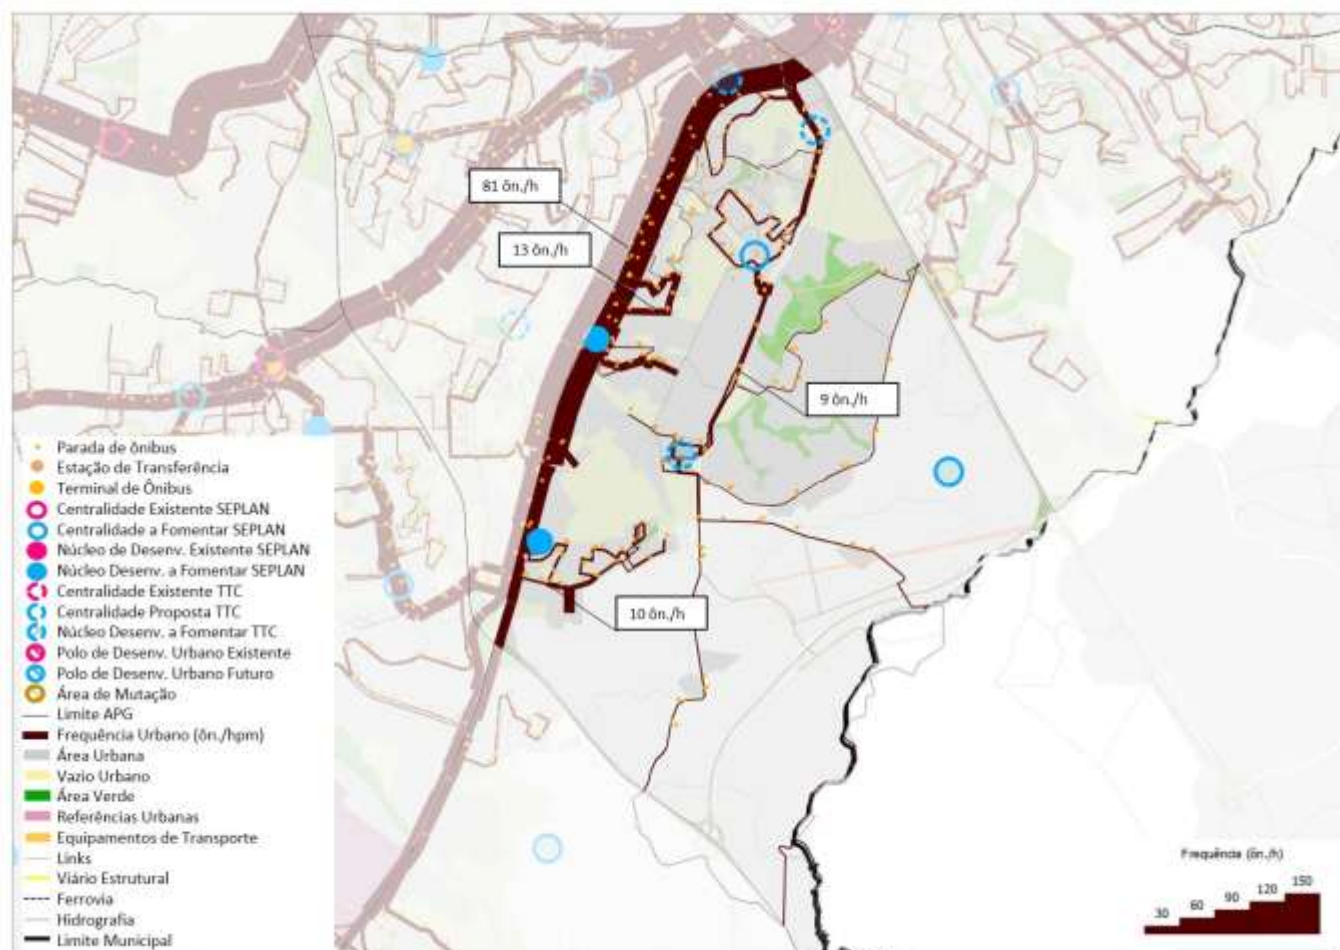 81 ôn./h
13 ôn./h
9 ôn./h
10 ôn./h
Parada de ônibus
Estação de Transferência
Terminal de Ônibus
Centralidade Existente SEPLAN
Centralidade a Fomentar SEPLAN
Núcleo de Desenv. Existente SEPLAN
Núcleo Desenv. a Fomentar SEPLAN
Centralidade Existente TTC
Centralidade Proposta TTC
Núcleo Desenv. a Fomentar TTC
Polo de Desenv. Urbano Existente
Polo de Desenv. Urbano Futuro
Área de Mutação
Limite APG
Frequência Urbano (ôn./hpm)
Área Urbana
Vazio Urbano
Área Verde
Referências Urbanas
Equipamentos de Transporte
Links
Viário Estrutural
Ferrovia
Hidrografia
Limite Municipal
Frequência (ôn./h)
30 60 90 120 150